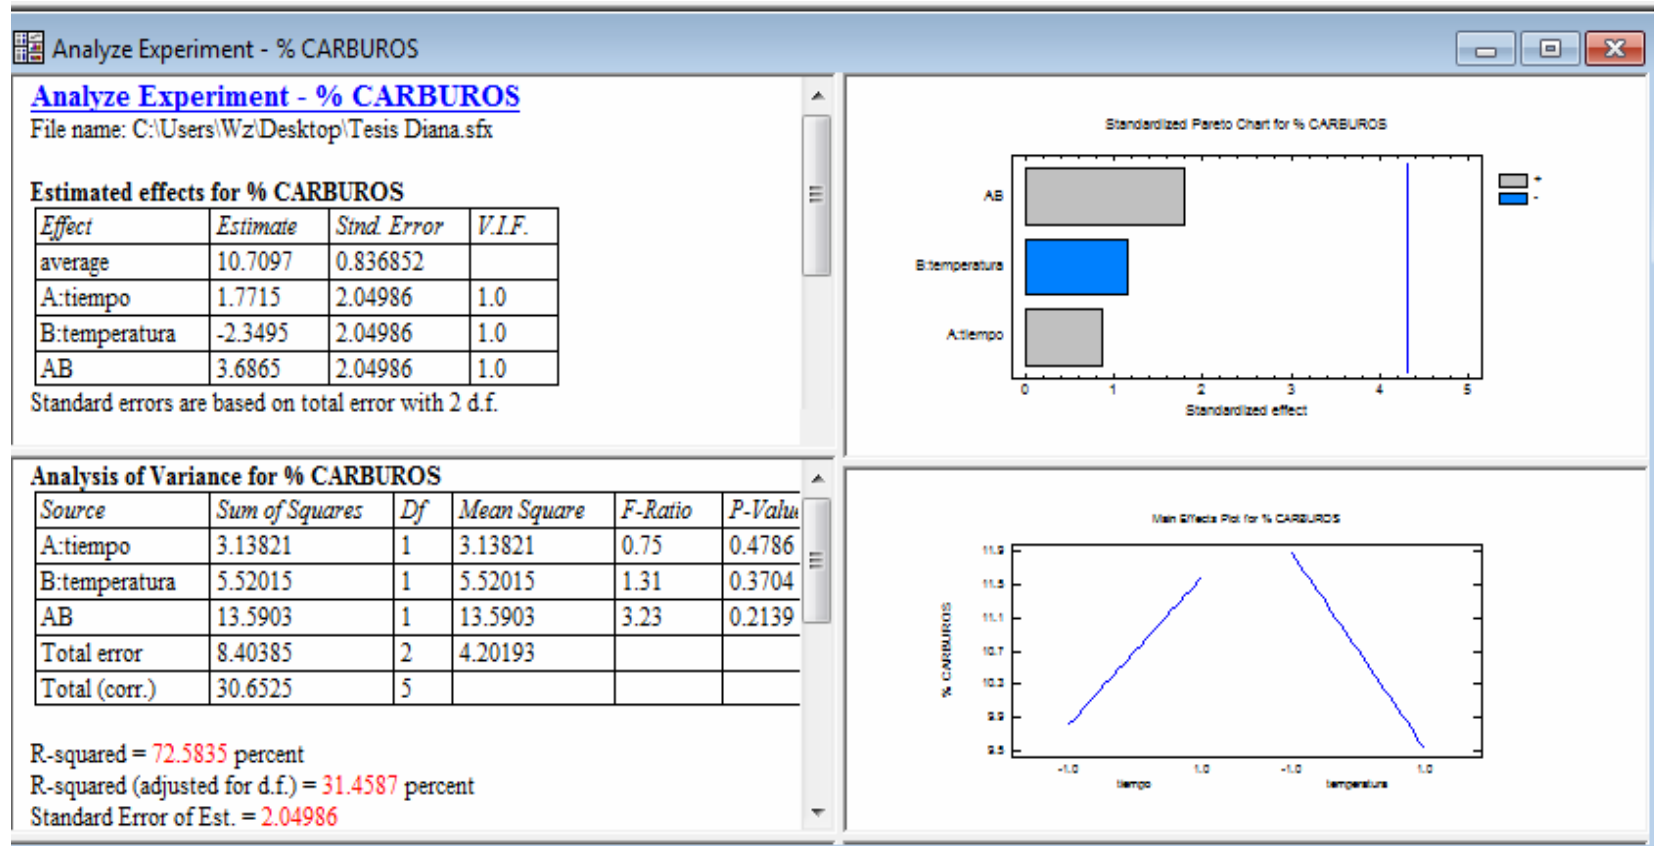 Analyze Experiment - % CARBUROS
Analyze Experiment - % CARBUROS
File name: C:\Users\Wz\Desktop\Tesis Diana.sfx
Estimated effects for % CARBUROS
Effect Estimate Stnd. Error V.I.F.
average 10.7097 0.836852
A:tiempo 1.7715 2.04986 1.0
B:temperatura -2.3495 2.04986 1.0
AB 3.6865 2.04986 1.0
Standard errors are based on total error with 2 d.f.
Analysis of Variance for % CARBUROS
Source Sum of Squares Df Mean Square F-Ratio P-Value
A:tiempo 3.13821 1 3.13821 0.75 0.4786
B:temperatura 5.52015 1 5.52015 1.31 0.3704
AB 13.5903 1 13.5903 3.23 0.2139
Total error 8.40385 2 4.20193
Total (corr.) 30.6525 5
R-squared = 72.5835 percent
R-squared (adjusted for d.f.) = 31.4587 percent
Standard Error of Est. = 2.04986
Standardized Pareto Chart for % CARBUROS
AB
B:temperatura
A:tiempo
0 1 2 3 4 5
Standardized effect
+
-
Main Effects Plot for % CARBUROS
% CARBUROS
11.9
11.5
11.1
10.7
10.3
9.9
9.5
-1.0 1.0 -1.0 1.0
tiempo temperatura